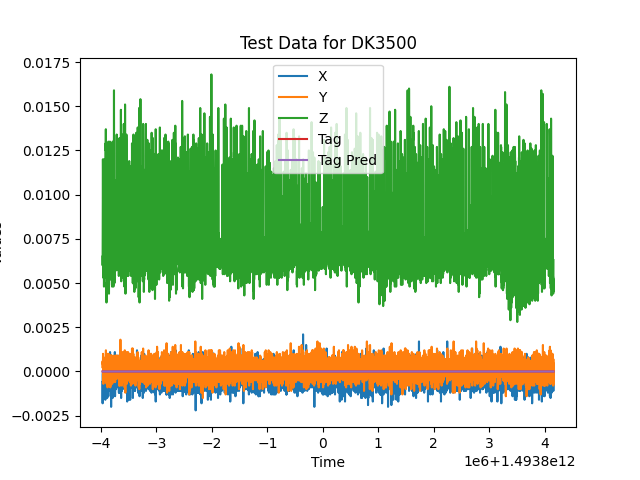 Test Data for DK3500
0.0175
0.0150
0.0125
0.0100
0.0075
0.0050
0.0025
0.0000
−0.0025
X
Y
Z
Tag
Tag Pred
−4 −3 −2 −1 0 1 2 3 4
1e6+1.4938e12
Time